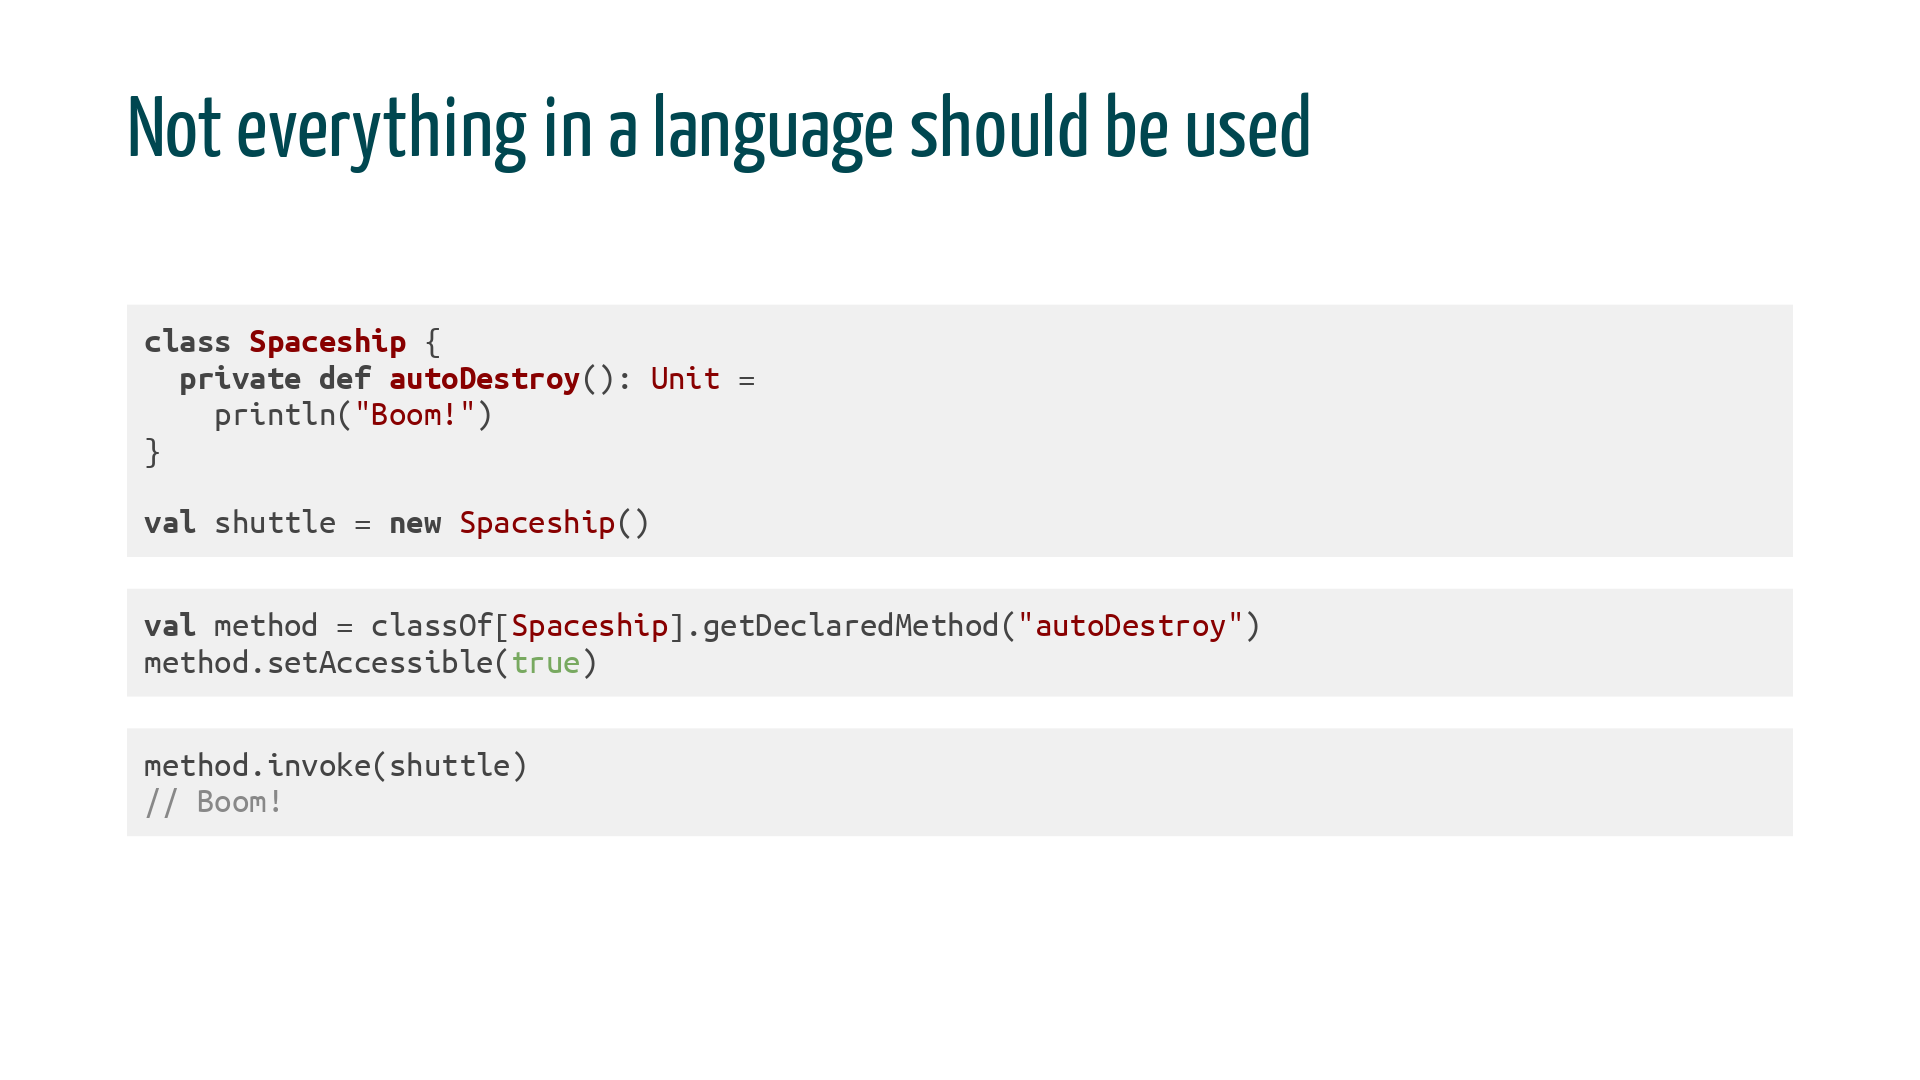 Not everything in a language should be used
class Spaceship {
  private def autoDestroy(): Unit =
    println("Boom!")
}
val shuttle = new Spaceship()
val method = classOf[Spaceship].getDeclaredMethod("autoDestroy")
method.setAccessible(true)
method.invoke(shuttle)
// Boom!